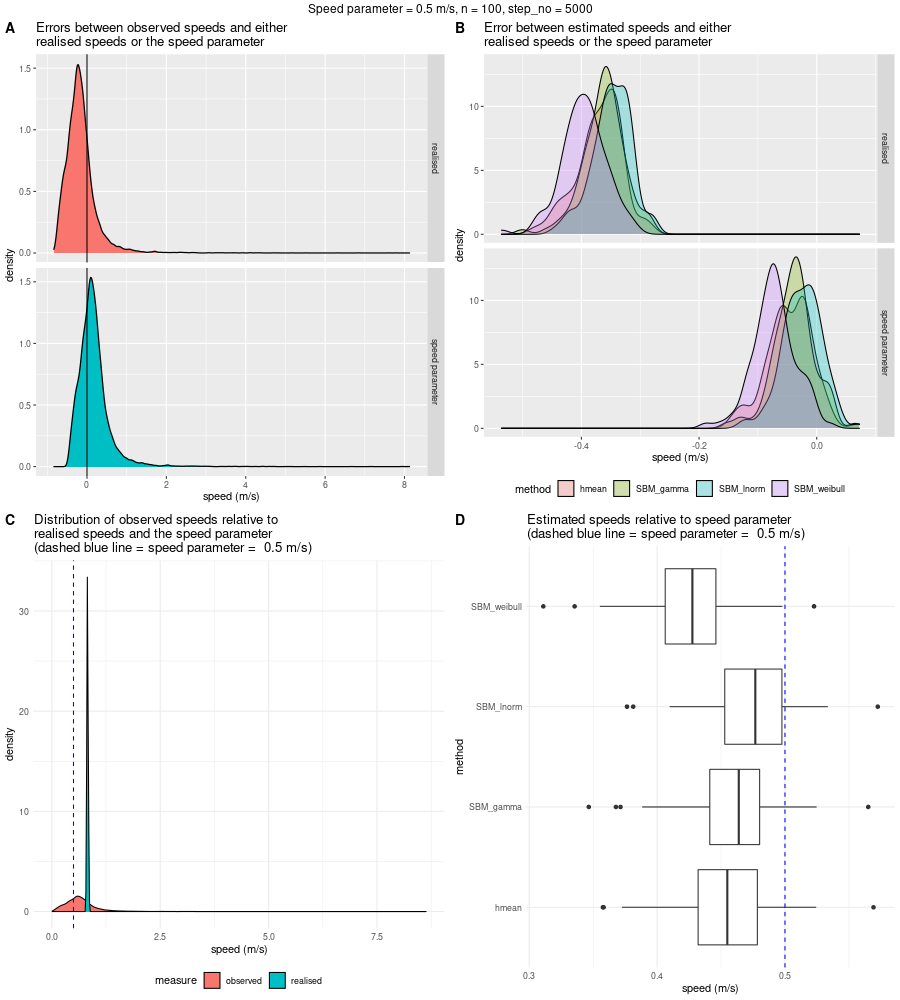 Speed parameter = 0.5 m/s, n = 100, step_no = 5000
A
Errors between observed speeds and either
realised speeds or the speed parameter
1.5
1.0
0.5
0.0
realised
density
1.5
1.0
0.5
0.0
speed parameter
0
2
4
6
8
speed (m/s)
B
Error between estimated speeds and either
realised speeds or the speed parameter
10
5
0
realised
density
10
5
0
speed parameter
-0.4
-0.2
0.0
speed (m/s)
method
hmean
SBM_gamma
SBM_lnorm
SBM_weibull
C
Distribution of observed speeds relative to
realised speeds and the speed parameter
(dashed blue line = speed parameter = 0.5 m/s)
30
20
10
0
density
0.0
2.5
5.0
7.5
speed (m/s)
measure
observed
realised
D
Estimated speeds relative to speed parameter
(dashed blue line = speed parameter = 0.5 m/s)
SBM_weibull
SBM_lnorm
SBM_gamma
hmean
method
0.3
0.4
0.5
speed (m/s)